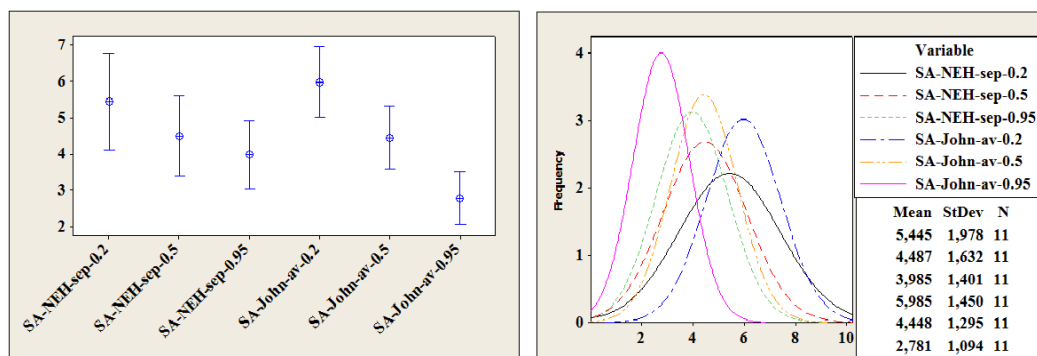 7
6
5
4
3
2
SA-NEH-sep-0.2
SA-NEH-sep-0.5
SA-NEH-sep-0.95
SA-John-av-0.2
SA-John-av-0.5
SA-John-av-0.95
Frequency
4
3
2
1
0
2 4 6 8 10
Variable
SA-NEH-sep-0.2
SA-NEH-sep-0.5
SA-NEH-sep-0.95
SA-John-av-0.2
SA-John-av-0.5
SA-John-av-0.95
Mean StDev N
5,445 1,978 11
4,487 1,632 11
3,985 1,401 11
5,985 1,450 11
4,448 1,295 11
2,781 1,094 11